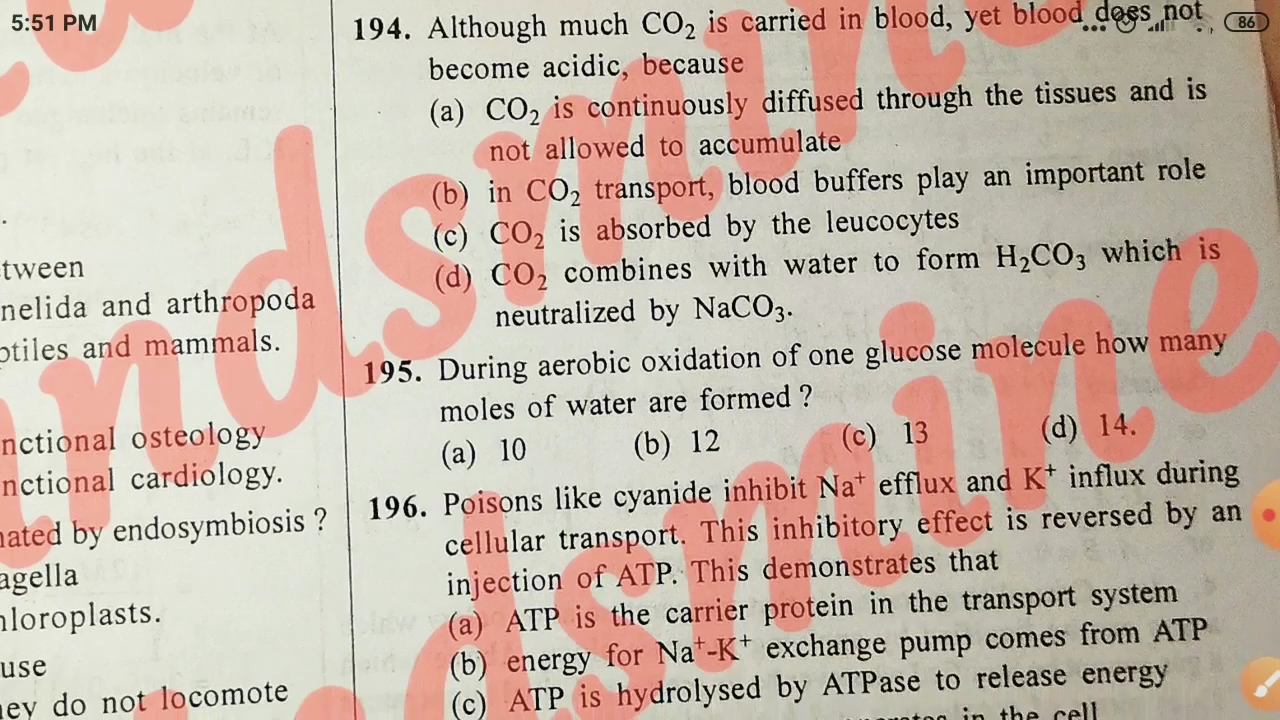 5:51 PM
86
194. Although much CO₂ is carried in blood, yet blood does not
become acidic, because
(a) CO₂ is continuously diffused through the tissues and is
not allowed to accumulate
(b) in CO₂ transport, blood buffers play an important role
(c) CO₂ is absorbed by the leucocytes
(d) CO₂ combines with water to form H₂CO₃ which is
neutralized by NaCO₃.
195. During aerobic oxidation of one glucose molecule how many
moles of water are formed ?
(a) 10 (b) 12 (c) 13 (d) 14.
196. Poisons like cyanide inhibit Na⁺ efflux and K⁺ influx during
cellular transport. This inhibitory effect is reversed by an
injection of ATP. This demonstrates that
(a) ATP is the carrier protein in the transport system
(b) energy for Na⁺-K⁺ exchange pump comes from ATP
(c) ATP is hydrolysed by ATPase to release energy
in the cell
tween
nelida and arthropoda
tiles and mammals.
nctional osteology
nctional cardiology.
ated by endosymbiosis ?
agella
hloroplasts.
use
ey do not locomote